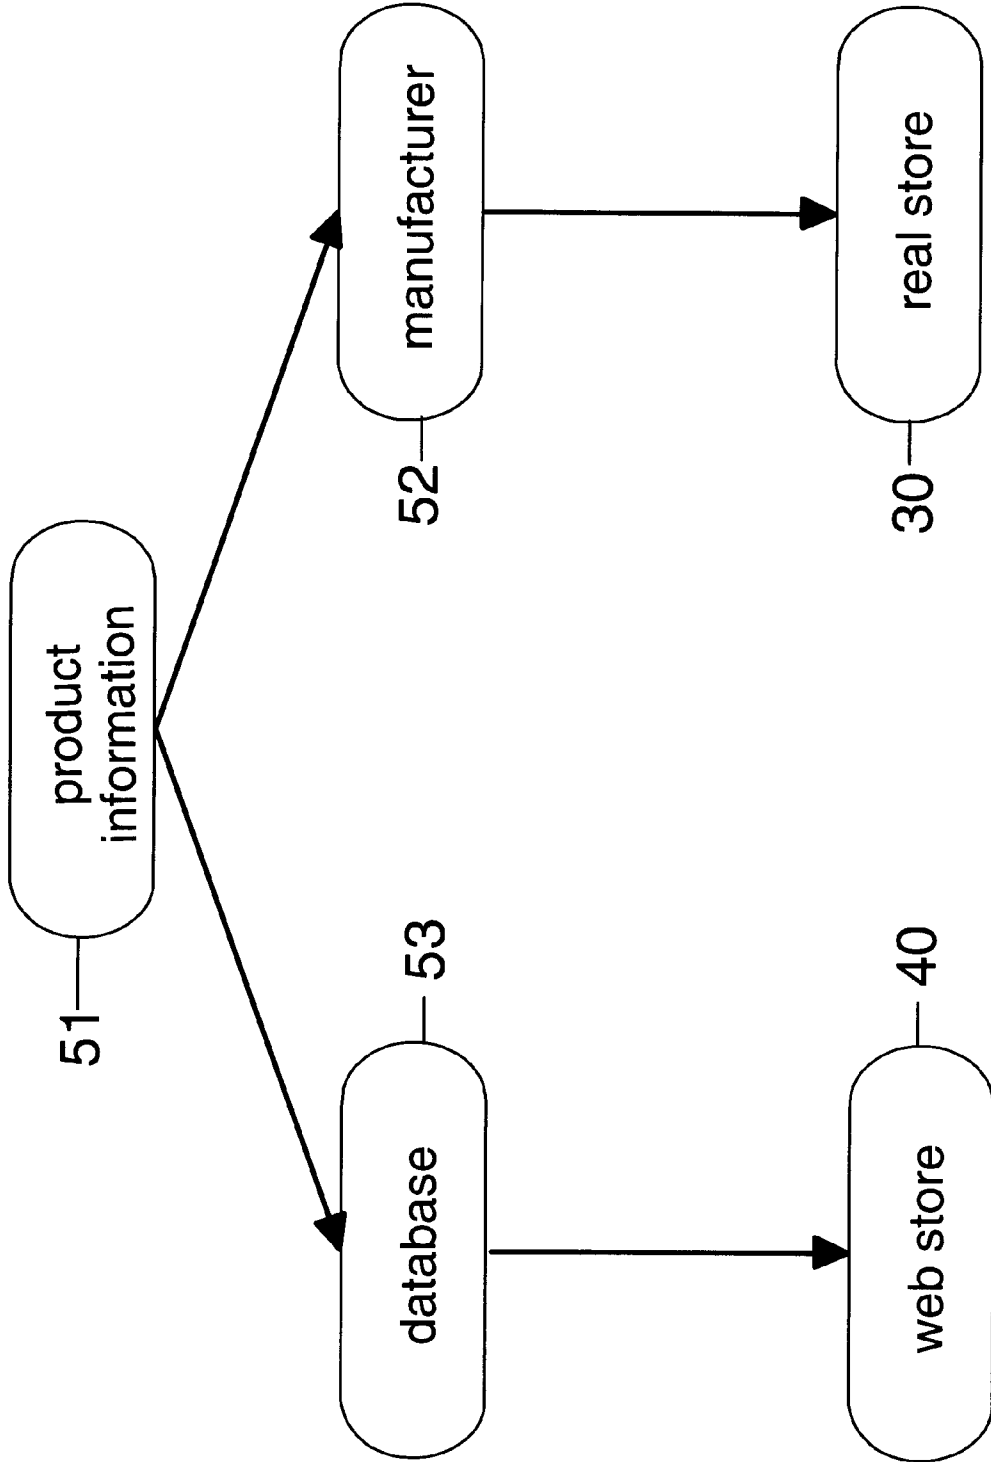 product
information
51
database
53
52
manufacturer
web store
40
30
real store